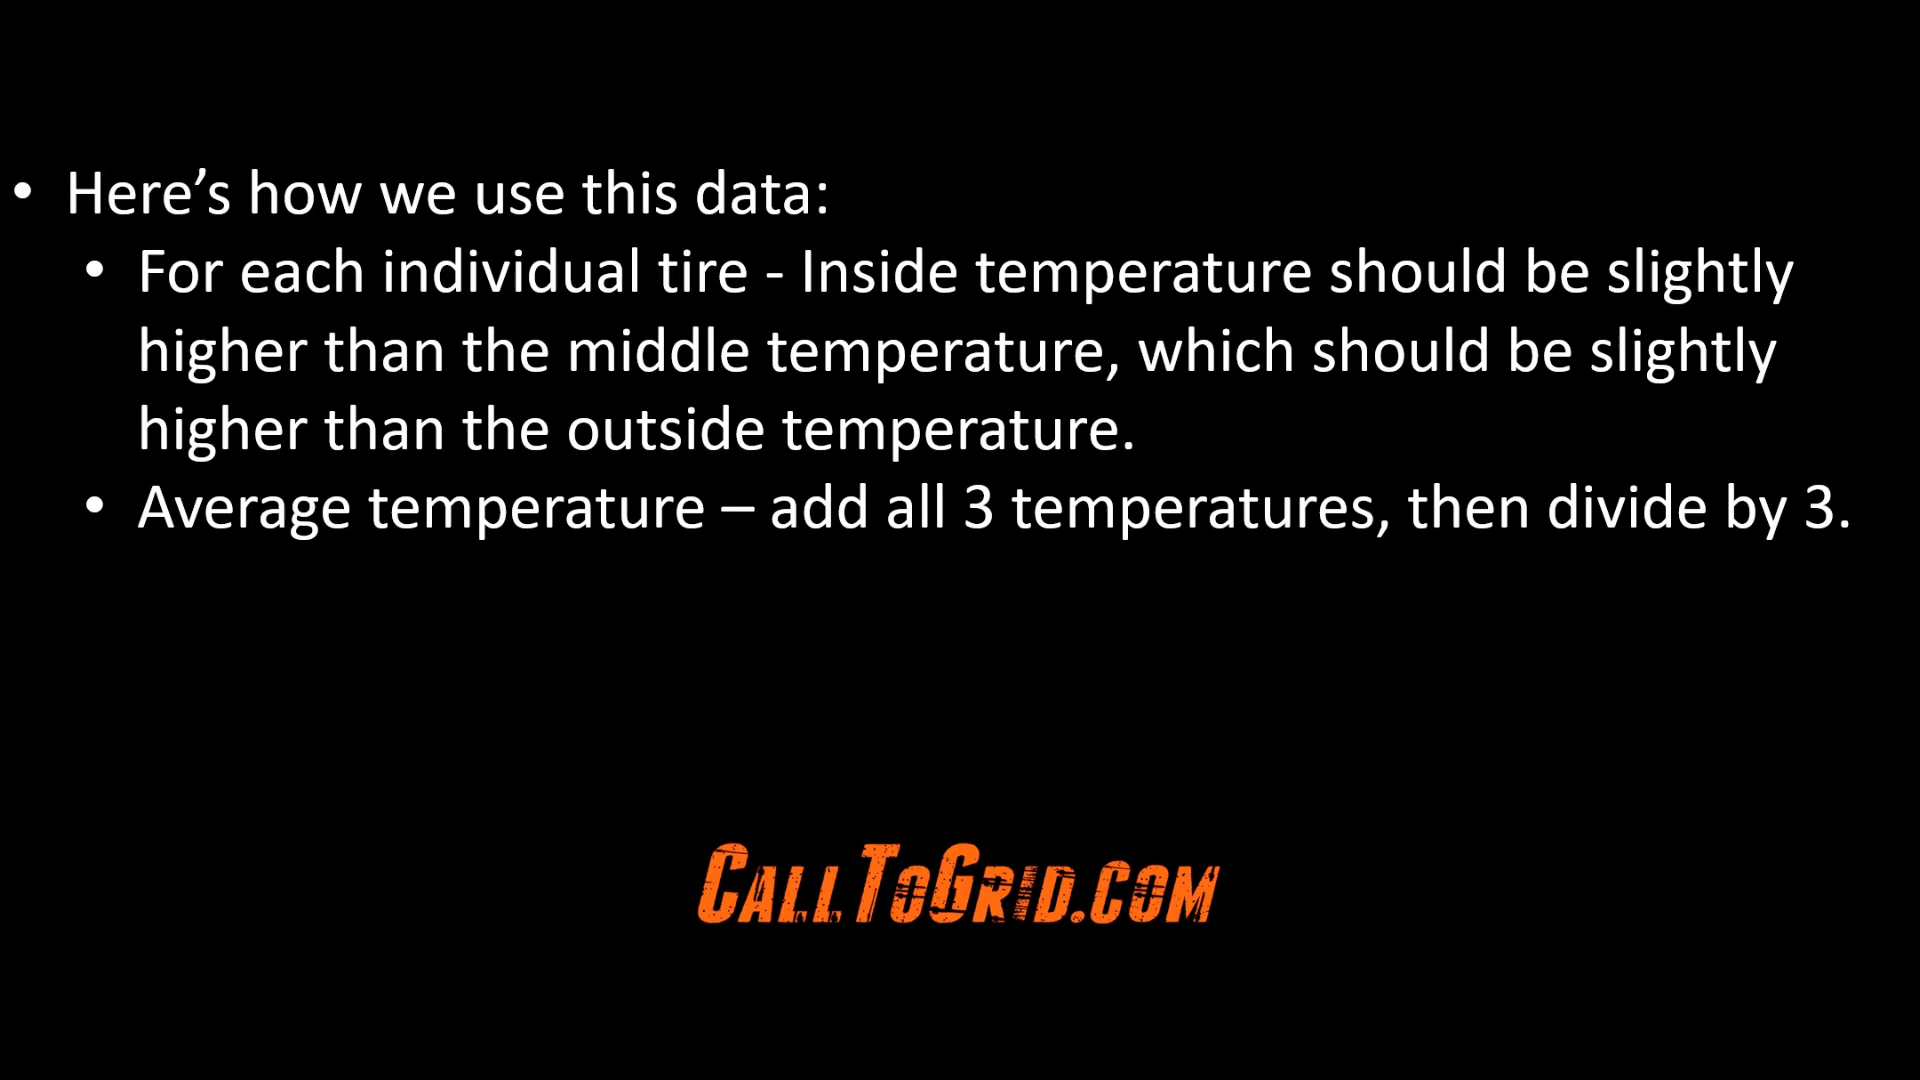 • Here’s how we use this data:
• For each individual tire - Inside temperature should be slightly
higher than the middle temperature, which should be slightly
higher than the outside temperature.
• Average temperature – add all 3 temperatures, then divide by 3.
CallToGrid.com